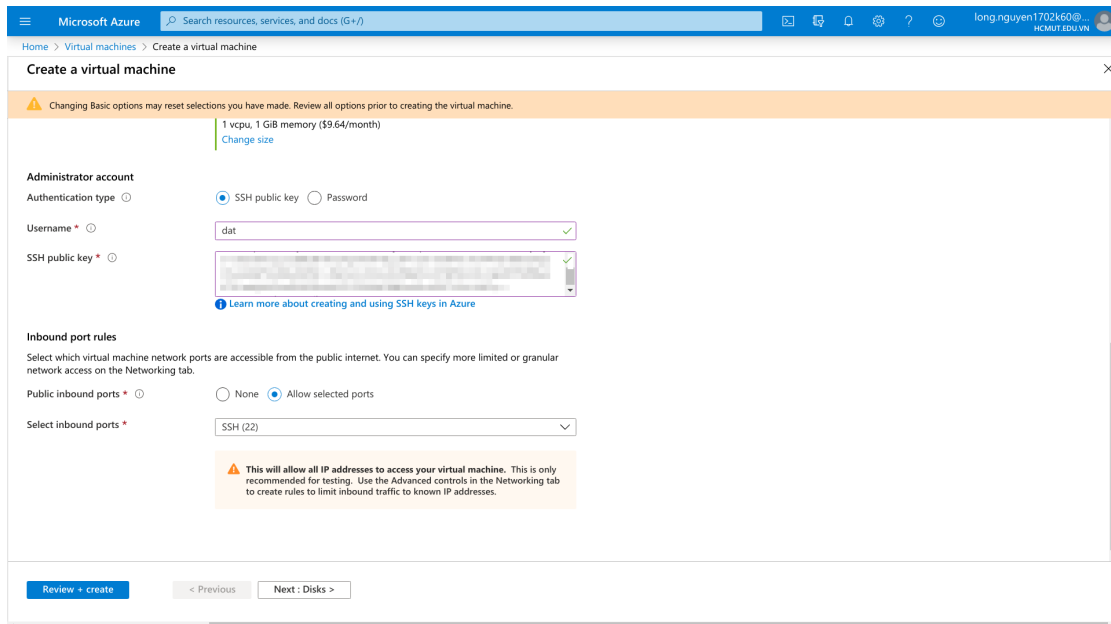 Microsoft Azure
Search resources, services, and docs (G+/)
long.nguyen1702k60@...
HCMUT.EDU.VN
Home > Virtual machines > Create a virtual machine
Create a virtual machine
Changing Basic options may reset selections you have made. Review all options prior to creating the virtual machine.
1 vcpu, 1 GiB memory ($9.64/month)
Change size
Administrator account
Authentication type
SSH public key
Password
Username *
dat
SSH public key *
Learn more about creating and using SSH keys in Azure
Inbound port rules
Select which virtual machine network ports are accessible from the public internet. You can specify more limited or granular
network access on the Networking tab.
Public inbound ports *
None
Allow selected ports
Select inbound ports *
SSH (22)
This will allow all IP addresses to access your virtual machine. This is only
recommended for testing. Use the Advanced controls in the Networking tab
to create rules to limit inbound traffic to known IP addresses.
Review + create
< Previous
Next : Disks >